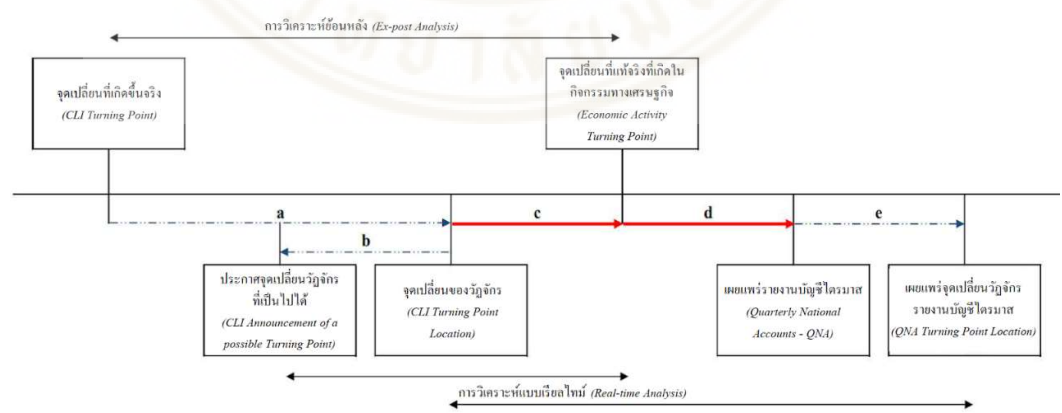 การวิเคราะห์ย้อนหลัง (Ex-post Analysis)
จุดเปลี่ยนที่เกิดขึ้นจริง
(CLI Turning Point)
จุดเปลี่ยนที่แท้จริงที่เกิดใน
กิจกรรมทางเศรษฐกิจ
(Economic Activity
Turning Point)
a
c
d
e
b
ประกาศจุดเปลี่ยนวัฏจักร
ที่เป็นไปได้
(CLI Announcement of a
possible Turning Point)
จุดเปลี่ยนของวัฏจักร
(CLI Turning Point
Location)
เผยแพร่รายงานบัญชีไตรมาส
(Quarterly National
Accounts - QNA)
เผยแพร่จุดเปลี่ยนวัฏจักร
รายงานบัญชีไตรมาส
(QNA Turning Point Location)
การวิเคราะห์แบบเรียลไทม์ (Real-time Analysis)